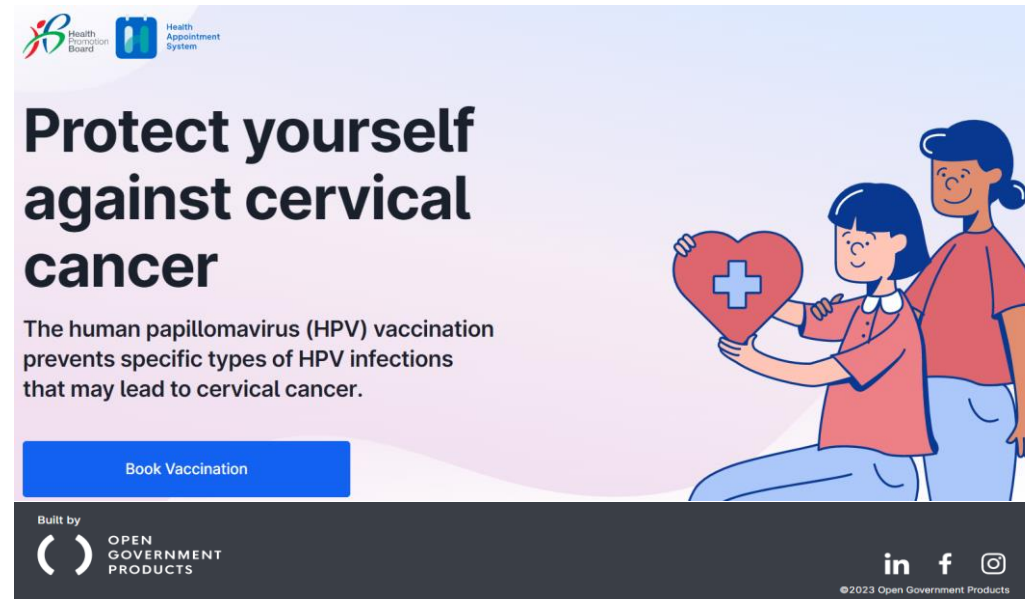 Health
Promotion
Board
Health
Appointment
System
Protect yourself
against cervical
cancer
The human papillomavirus (HPV) vaccination
prevents specific types of HPV infections
that may lead to cervical cancer.
Book Vaccination
Built by
OPEN
GOVERNMENT
PRODUCTS
in f
©2023 Open Government Products